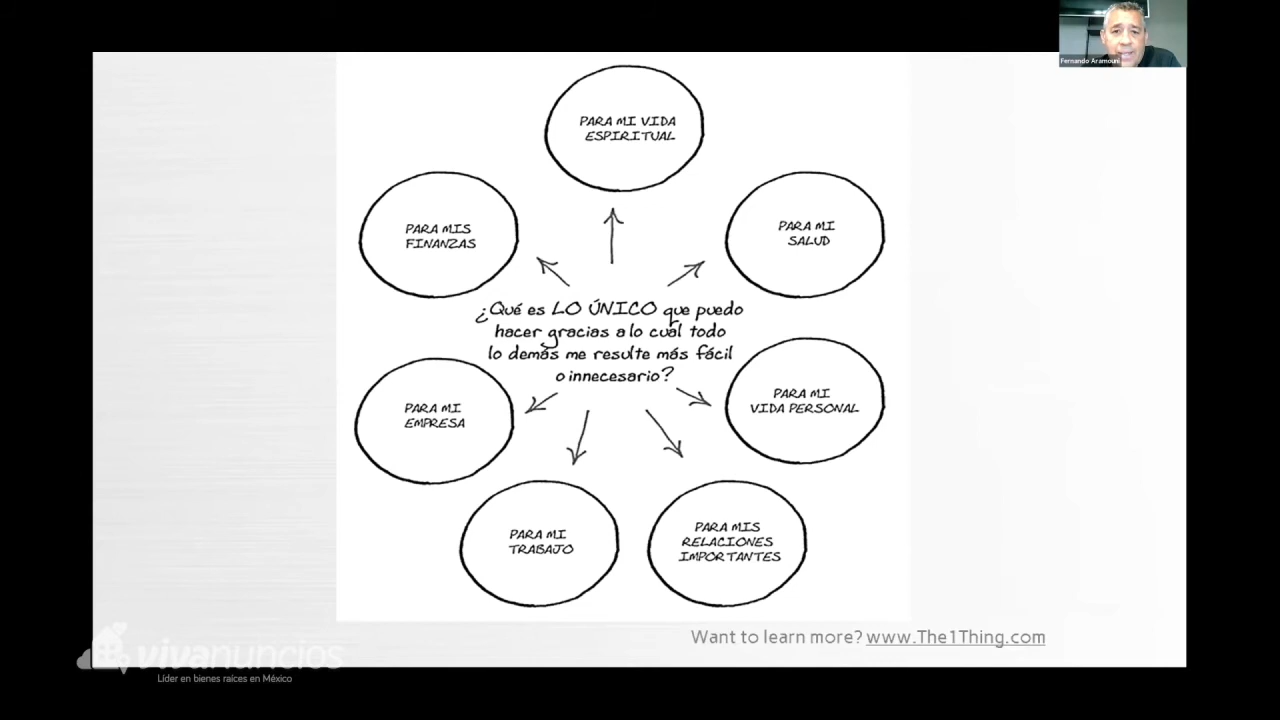 Fernando Aramouni
PARA MI VIDA
ESPIRITUAL
PARA MIS
FINANZAS
PARA MI
SALUD
¿Qué es LO ÚNICO que puedo
hacer gracias a lo cual todo
lo demás me resulte más fácil
o innecesario?
PARA MI
EMPRESA
PARA MI
VIDA PERSONAL
PARA MI
TRABAJO
PARA MIS
RELACIONES
IMPORTANTES
Want to learn more? www.The1Thing.com
vivanuncios
Líder en bienes raíces en México